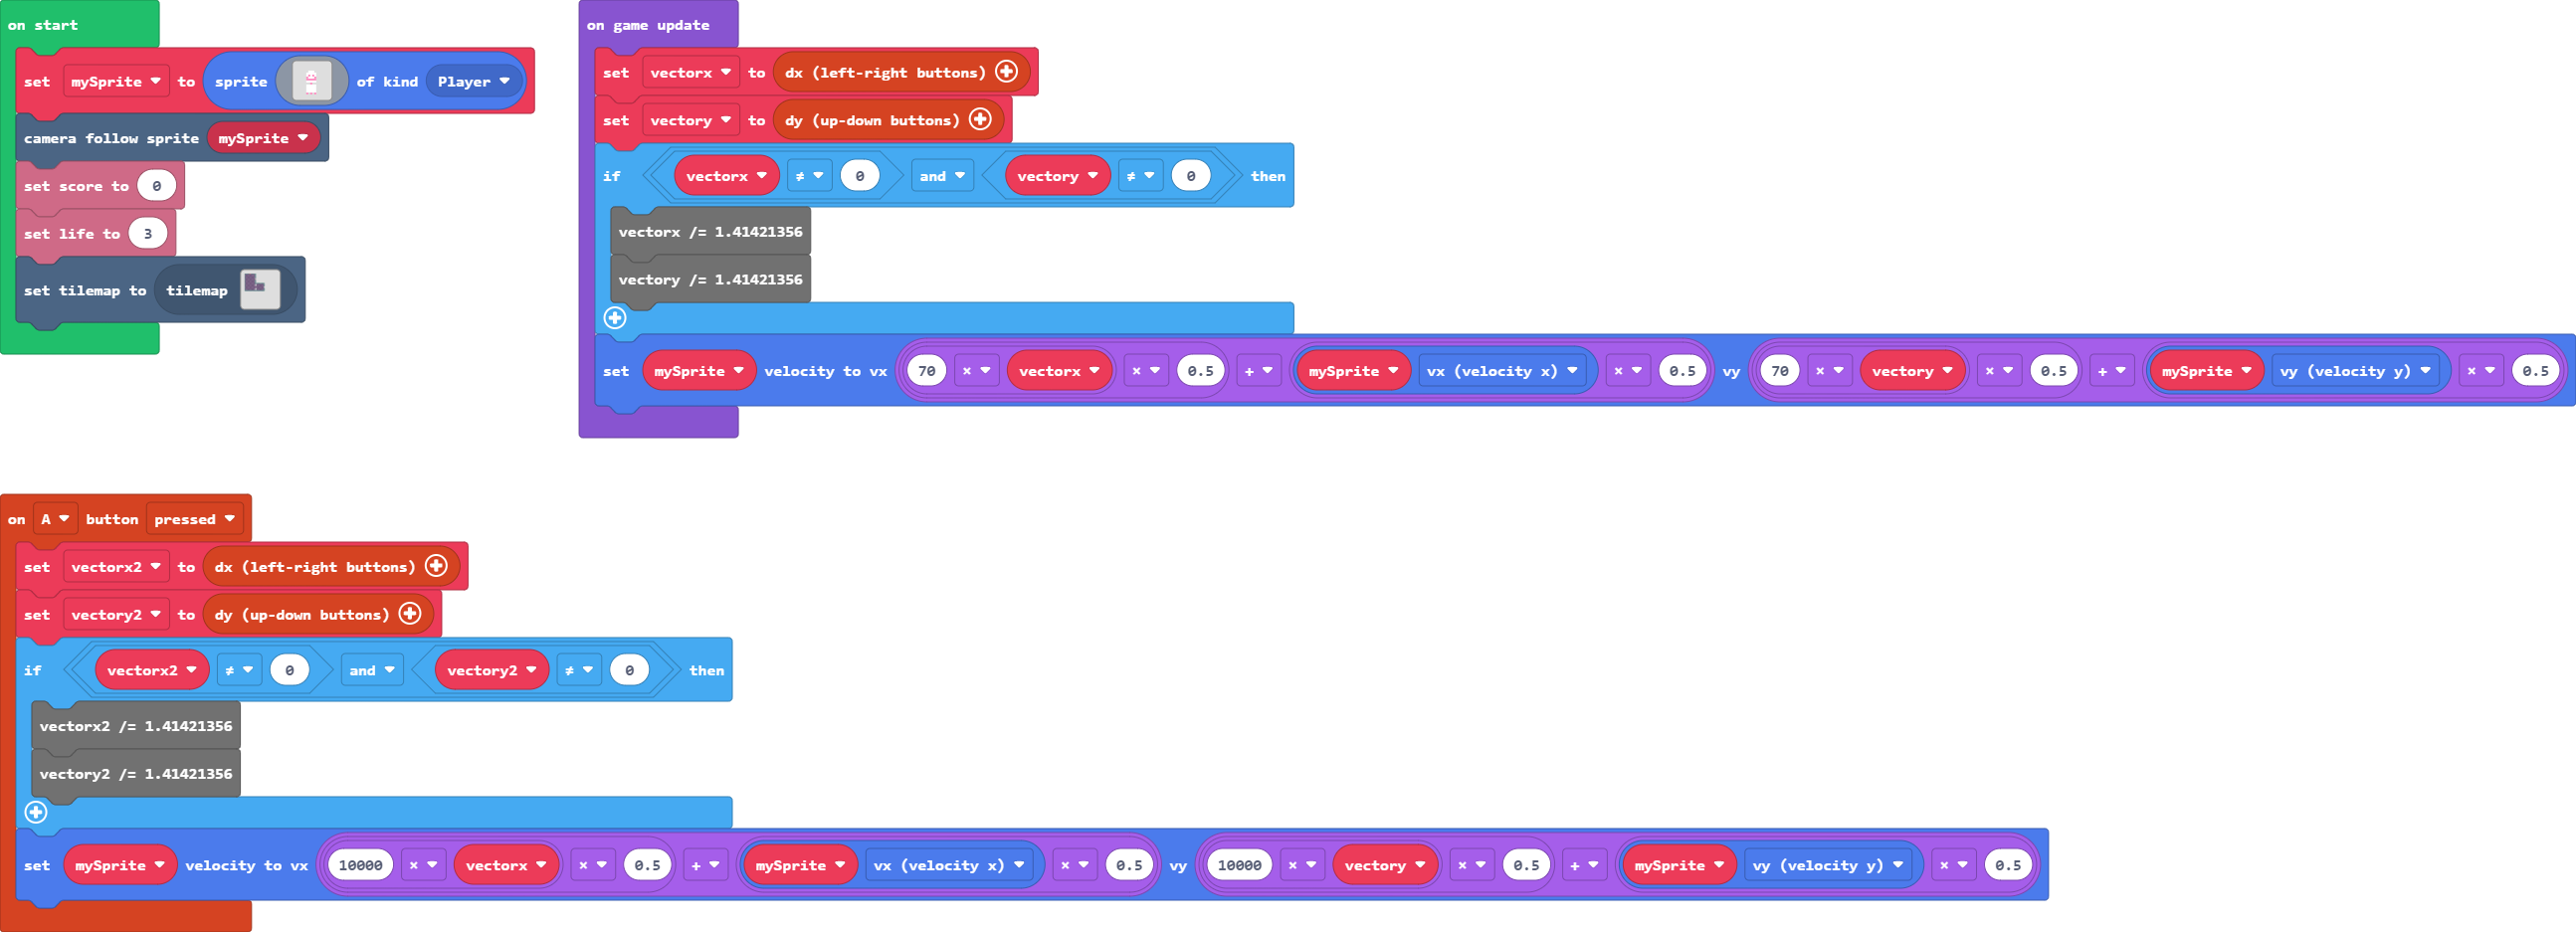 on start
set mySprite to sprite of kind Player
camera follow sprite mySprite
set score to 0
set life to 3
set tilemap to tilemap
on game update
set vectorx to dx (left-right buttons)
set vectory to dy (up-down buttons)
if vectorx ≠ 0 and vectory ≠ 0 then
vectorx /= 1.41421356
vectory /= 1.41421356
set mySprite velocity to vx 70 × vectorx × 0.5 + mySprite vx (velocity x) × 0.5 vy 70 × vectory × 0.5 + mySprite vy (velocity y) × 0.5
on A button pressed
set vectorx2 to dx (left-right buttons)
set vectory2 to dy (up-down buttons)
if vectorx2 ≠ 0 and vectory2 ≠ 0 then
vectorx2 /= 1.41421356
vectory2 /= 1.41421356
set mySprite velocity to vx 10000 × vectorx × 0.5 + mySprite vx (velocity x) × 0.5 vy 10000 × vectory × 0.5 + mySprite vy (velocity y) × 0.5